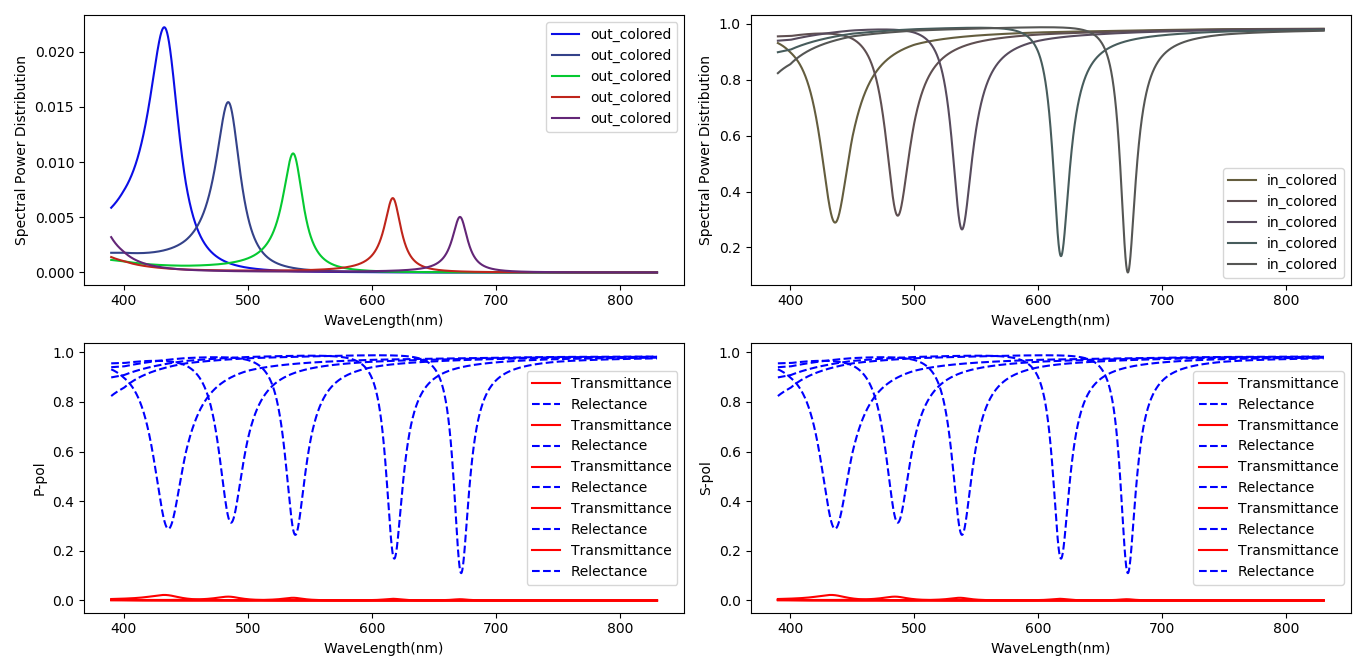 Spectral Power Distribution
0.020
0.015
0.010
0.005
0.000
400 500 600 700 800
WaveLength(nm)
out_colored
out_colored
out_colored
out_colored
out_colored
Spectral Power Distribution
1.0
0.8
0.6
0.4
0.2
400 500 600 700 800
WaveLength(nm)
in_colored
in_colored
in_colored
in_colored
in_colored
P-pol
1.0
0.8
0.6
0.4
0.2
0.0
400 500 600 700 800
WaveLength(nm)
Transmittance
Relectance
Transmittance
Relectance
Transmittance
Relectance
Transmittance
Relectance
Transmittance
Relectance
S-pol
1.0
0.8
0.6
0.4
0.2
0.0
400 500 600 700 800
WaveLength(nm)
Transmittance
Relectance
Transmittance
Relectance
Transmittance
Relectance
Transmittance
Relectance
Transmittance
Relectance